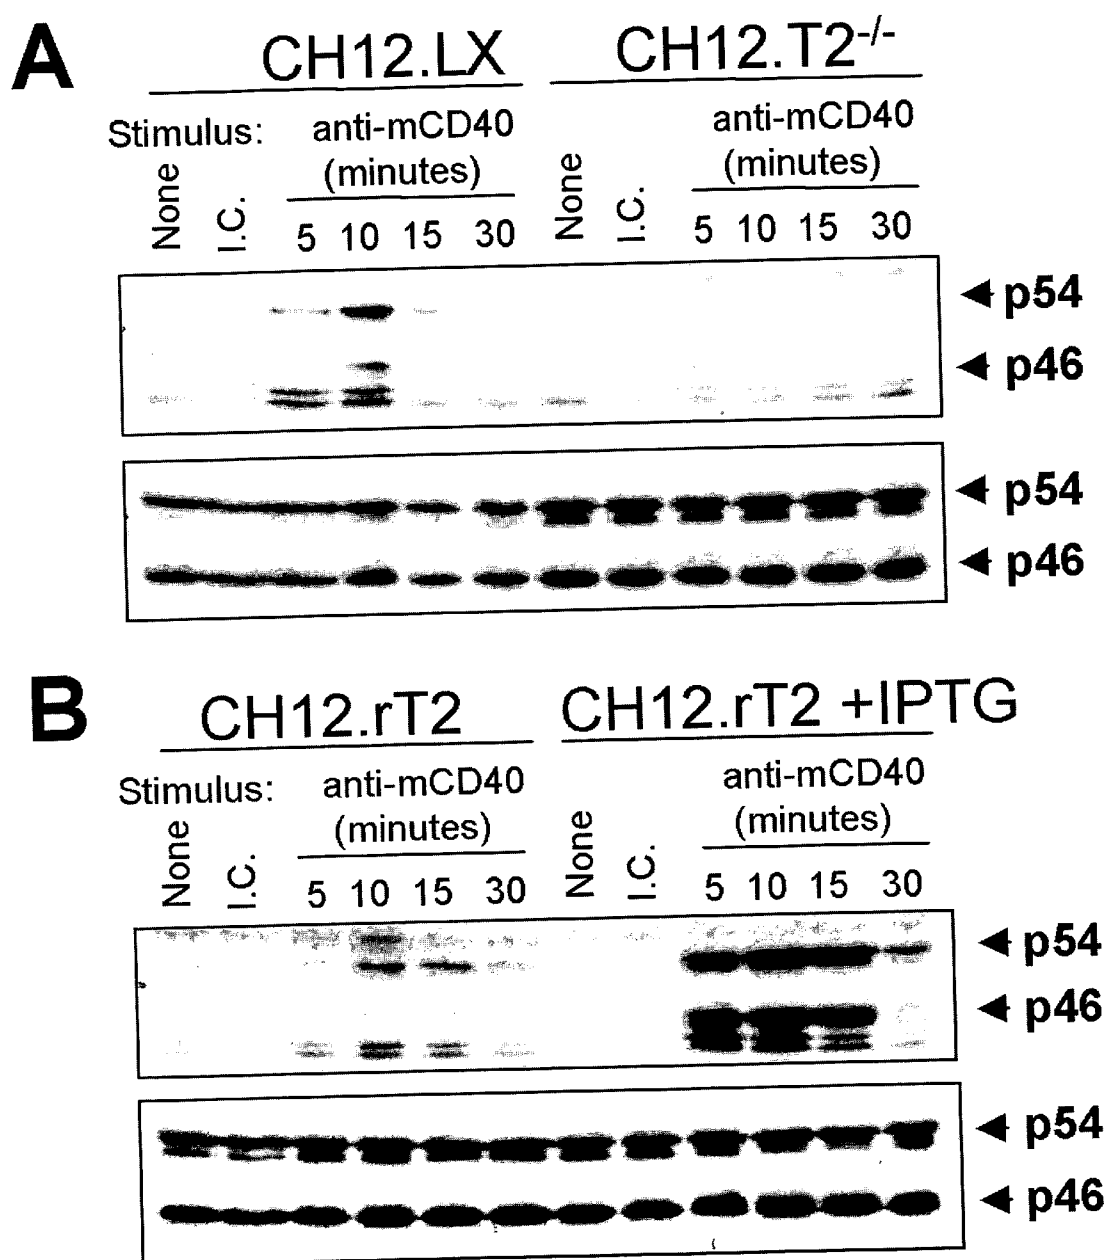 A
CH12.LX CH12.T2-/-
Stimulus: anti-mCD40 (minutes) anti-mCD40 (minutes)
None I.C. 5 10 15 30 None I.C. 5 10 15 30
p54
p46
p54
p46
B
CH12.rT2 CH12.rT2 +IPTG
Stimulus: anti-mCD40 (minutes) anti-mCD40 (minutes)
None I.C. 5 10 15 30 None I.C. 5 10 15 30
p54
p46
p54
p46